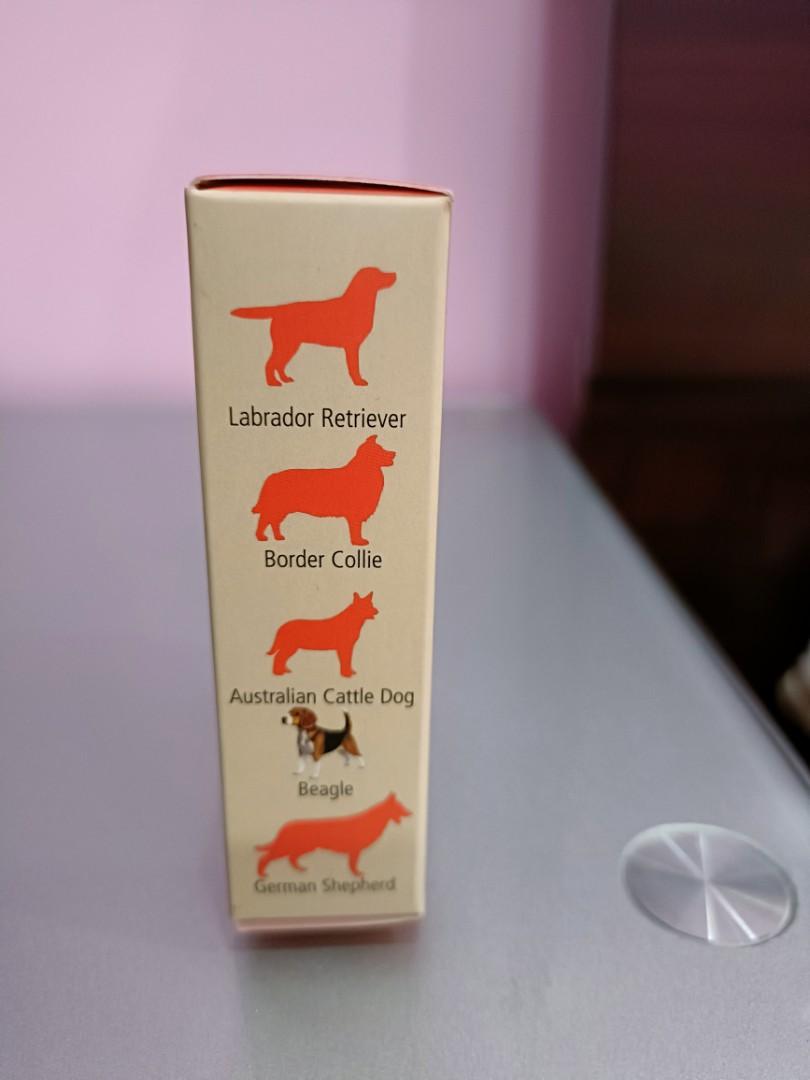 Labrador Retriever
Border Collie
Australian Cattle Dog
Beagle
German Shepherd